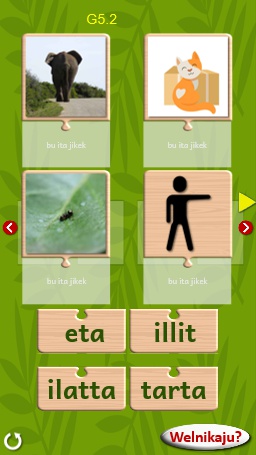 G5.2
bu ita jikek
bu ita jikek
bu ita jikek
bu ita jikek
eta
illit
ilatta
tarta
Welnikaju?